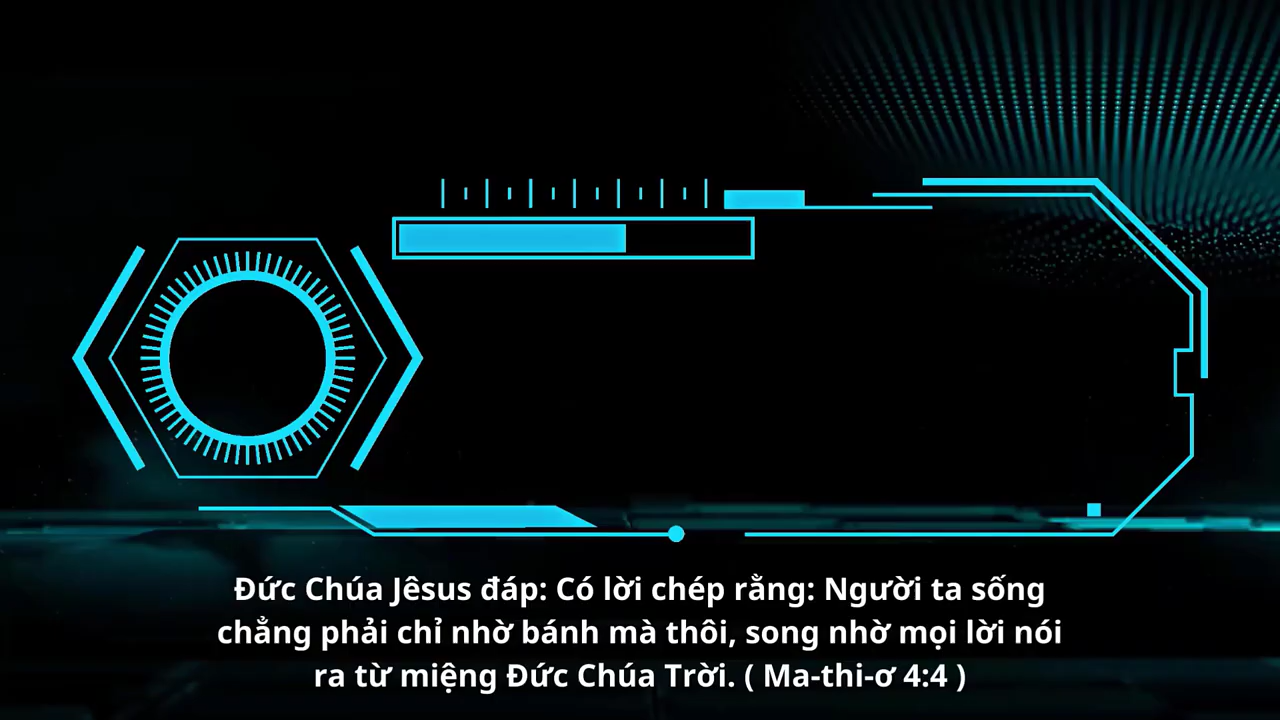 Đức Chúa Jêsus đáp: Có lời chép rằng: Người ta sống
chẳng phải chỉ nhờ bánh mà thôi, song nhờ mọi lời nói
ra từ miệng Đức Chúa Trời. ( Ma-thi-ơ 4:4 )